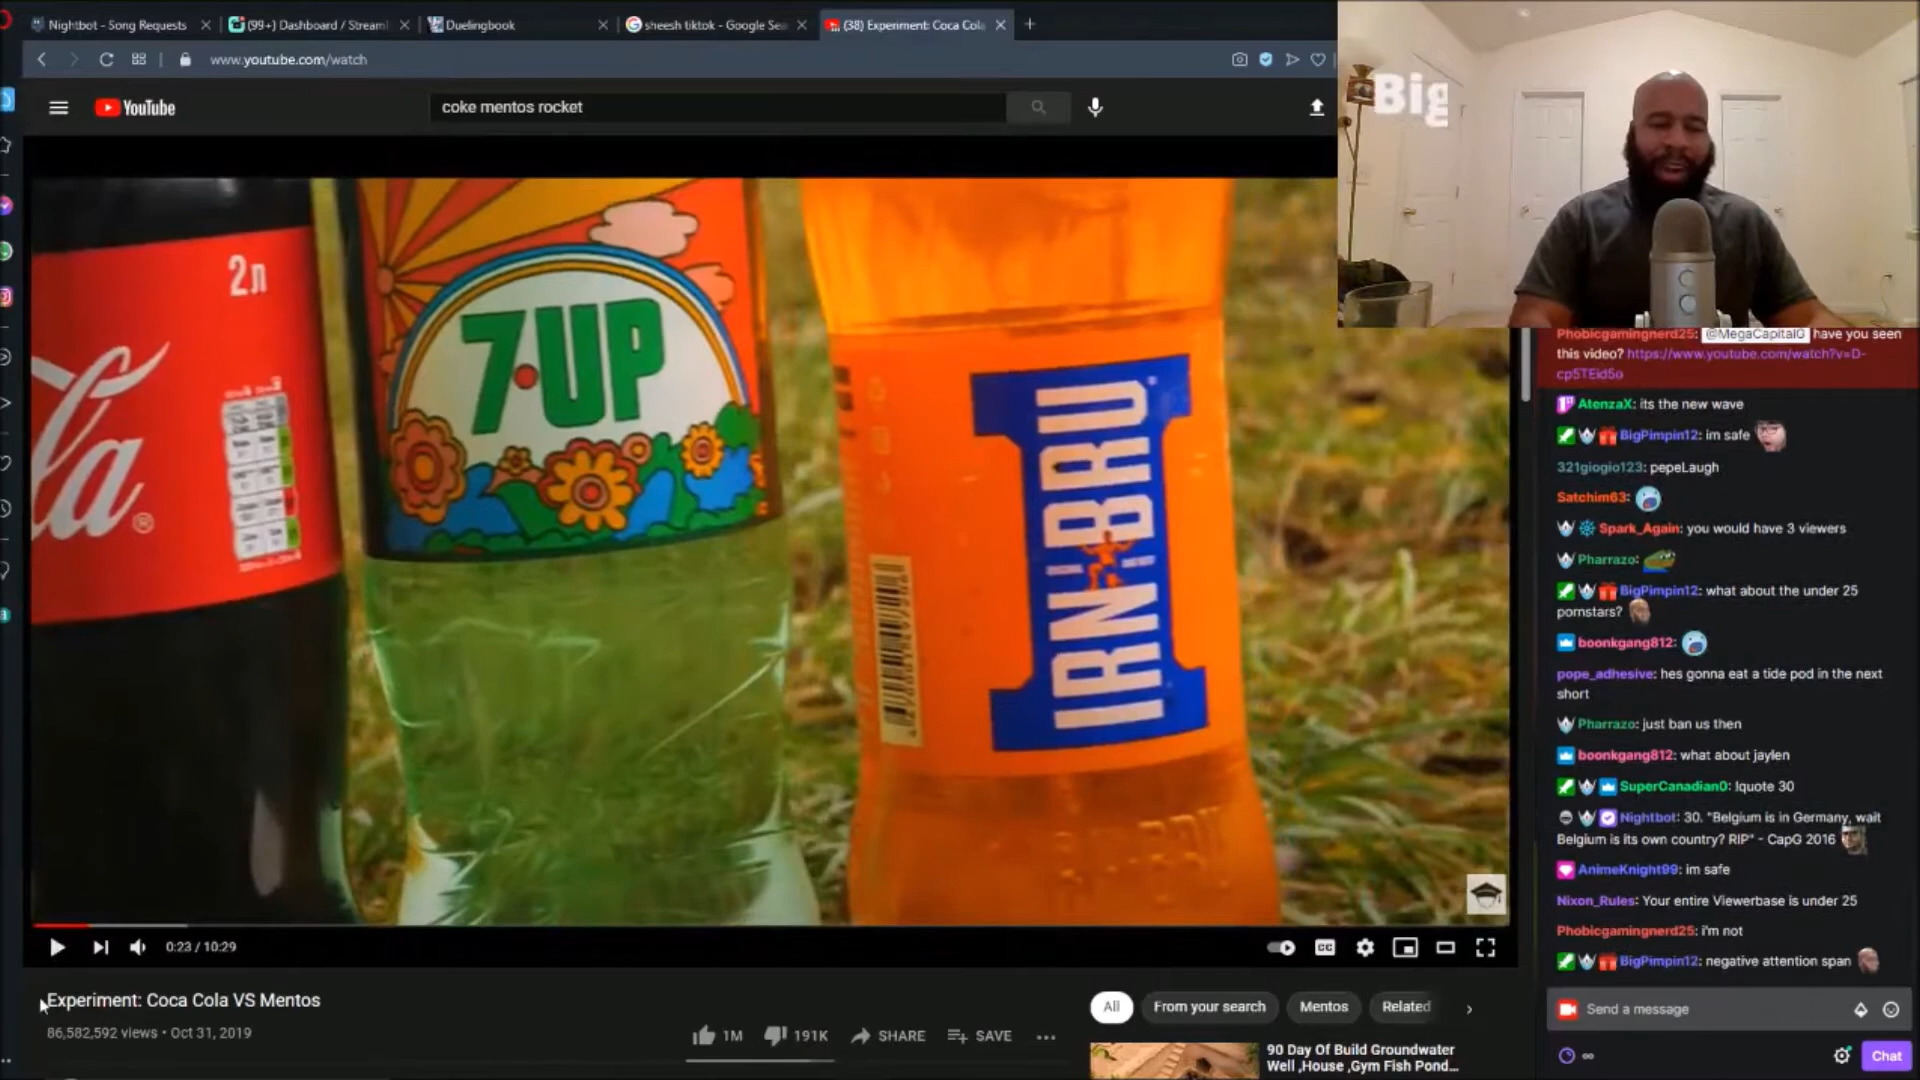 Nightbot - Song Requests
(99+) Dashboard / Streaml
Duelingbook
sheesh tiktok - Google Sea
(38) Experiment: Coca Cola
www.youtube.com/watch
YouTube
coke mentos rocket
Big
2л
la®
7UP
IRN BRU
0:23 / 10:29
CC
Experiment: Coca Cola VS Mentos
86,582,592 views • Oct 31, 2019
1M
191K
SHARE
SAVE
All
From your search
Mentos
Related
90 Day Of Build Groundwater
Well ,House ,Gym Fish Pond...
Phobicgamingnerd25: @MegaCapitalG have you seen
this video? https://www.youtube.com/watch?v=D-
cp5TEid5o
AtenzaX: its the new wave
BigPimpin12: im safe
321giogio123: pepeLaugh
Satchim63:
Spark_Again: you would have 3 viewers
Pharrazo:
BigPimpin12: what about the under 25
pornstars?
boonkgang812:
pope_adhesive: hes gonna eat a tide pod in the next
short
Pharrazo: just ban us then
boonkgang812: what about jaylen
SuperCanadian0: !quote 30
Nightbot: 30. "Belgium is in Germany, wait
Belgium is its own country? RIP" - CapG 2016
AnimeKnight99: im safe
Nixon_Rules: Your entire Viewerbase is under 25
Phobicgamingnerd25: i'm not
BigPimpin12: negative attention span
Send a message
Chat